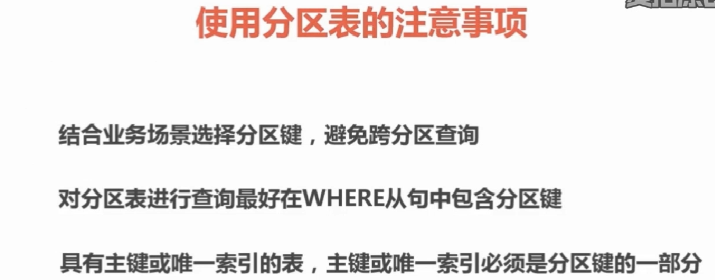 使用分区表的注意事项
结合业务场景选择分区键，避免跨分区查询
对分区表进行查询最好在WHERE从句中包含分区键
具有主键或唯一索引的表，主键或唯一索引必须是分区键的一部分